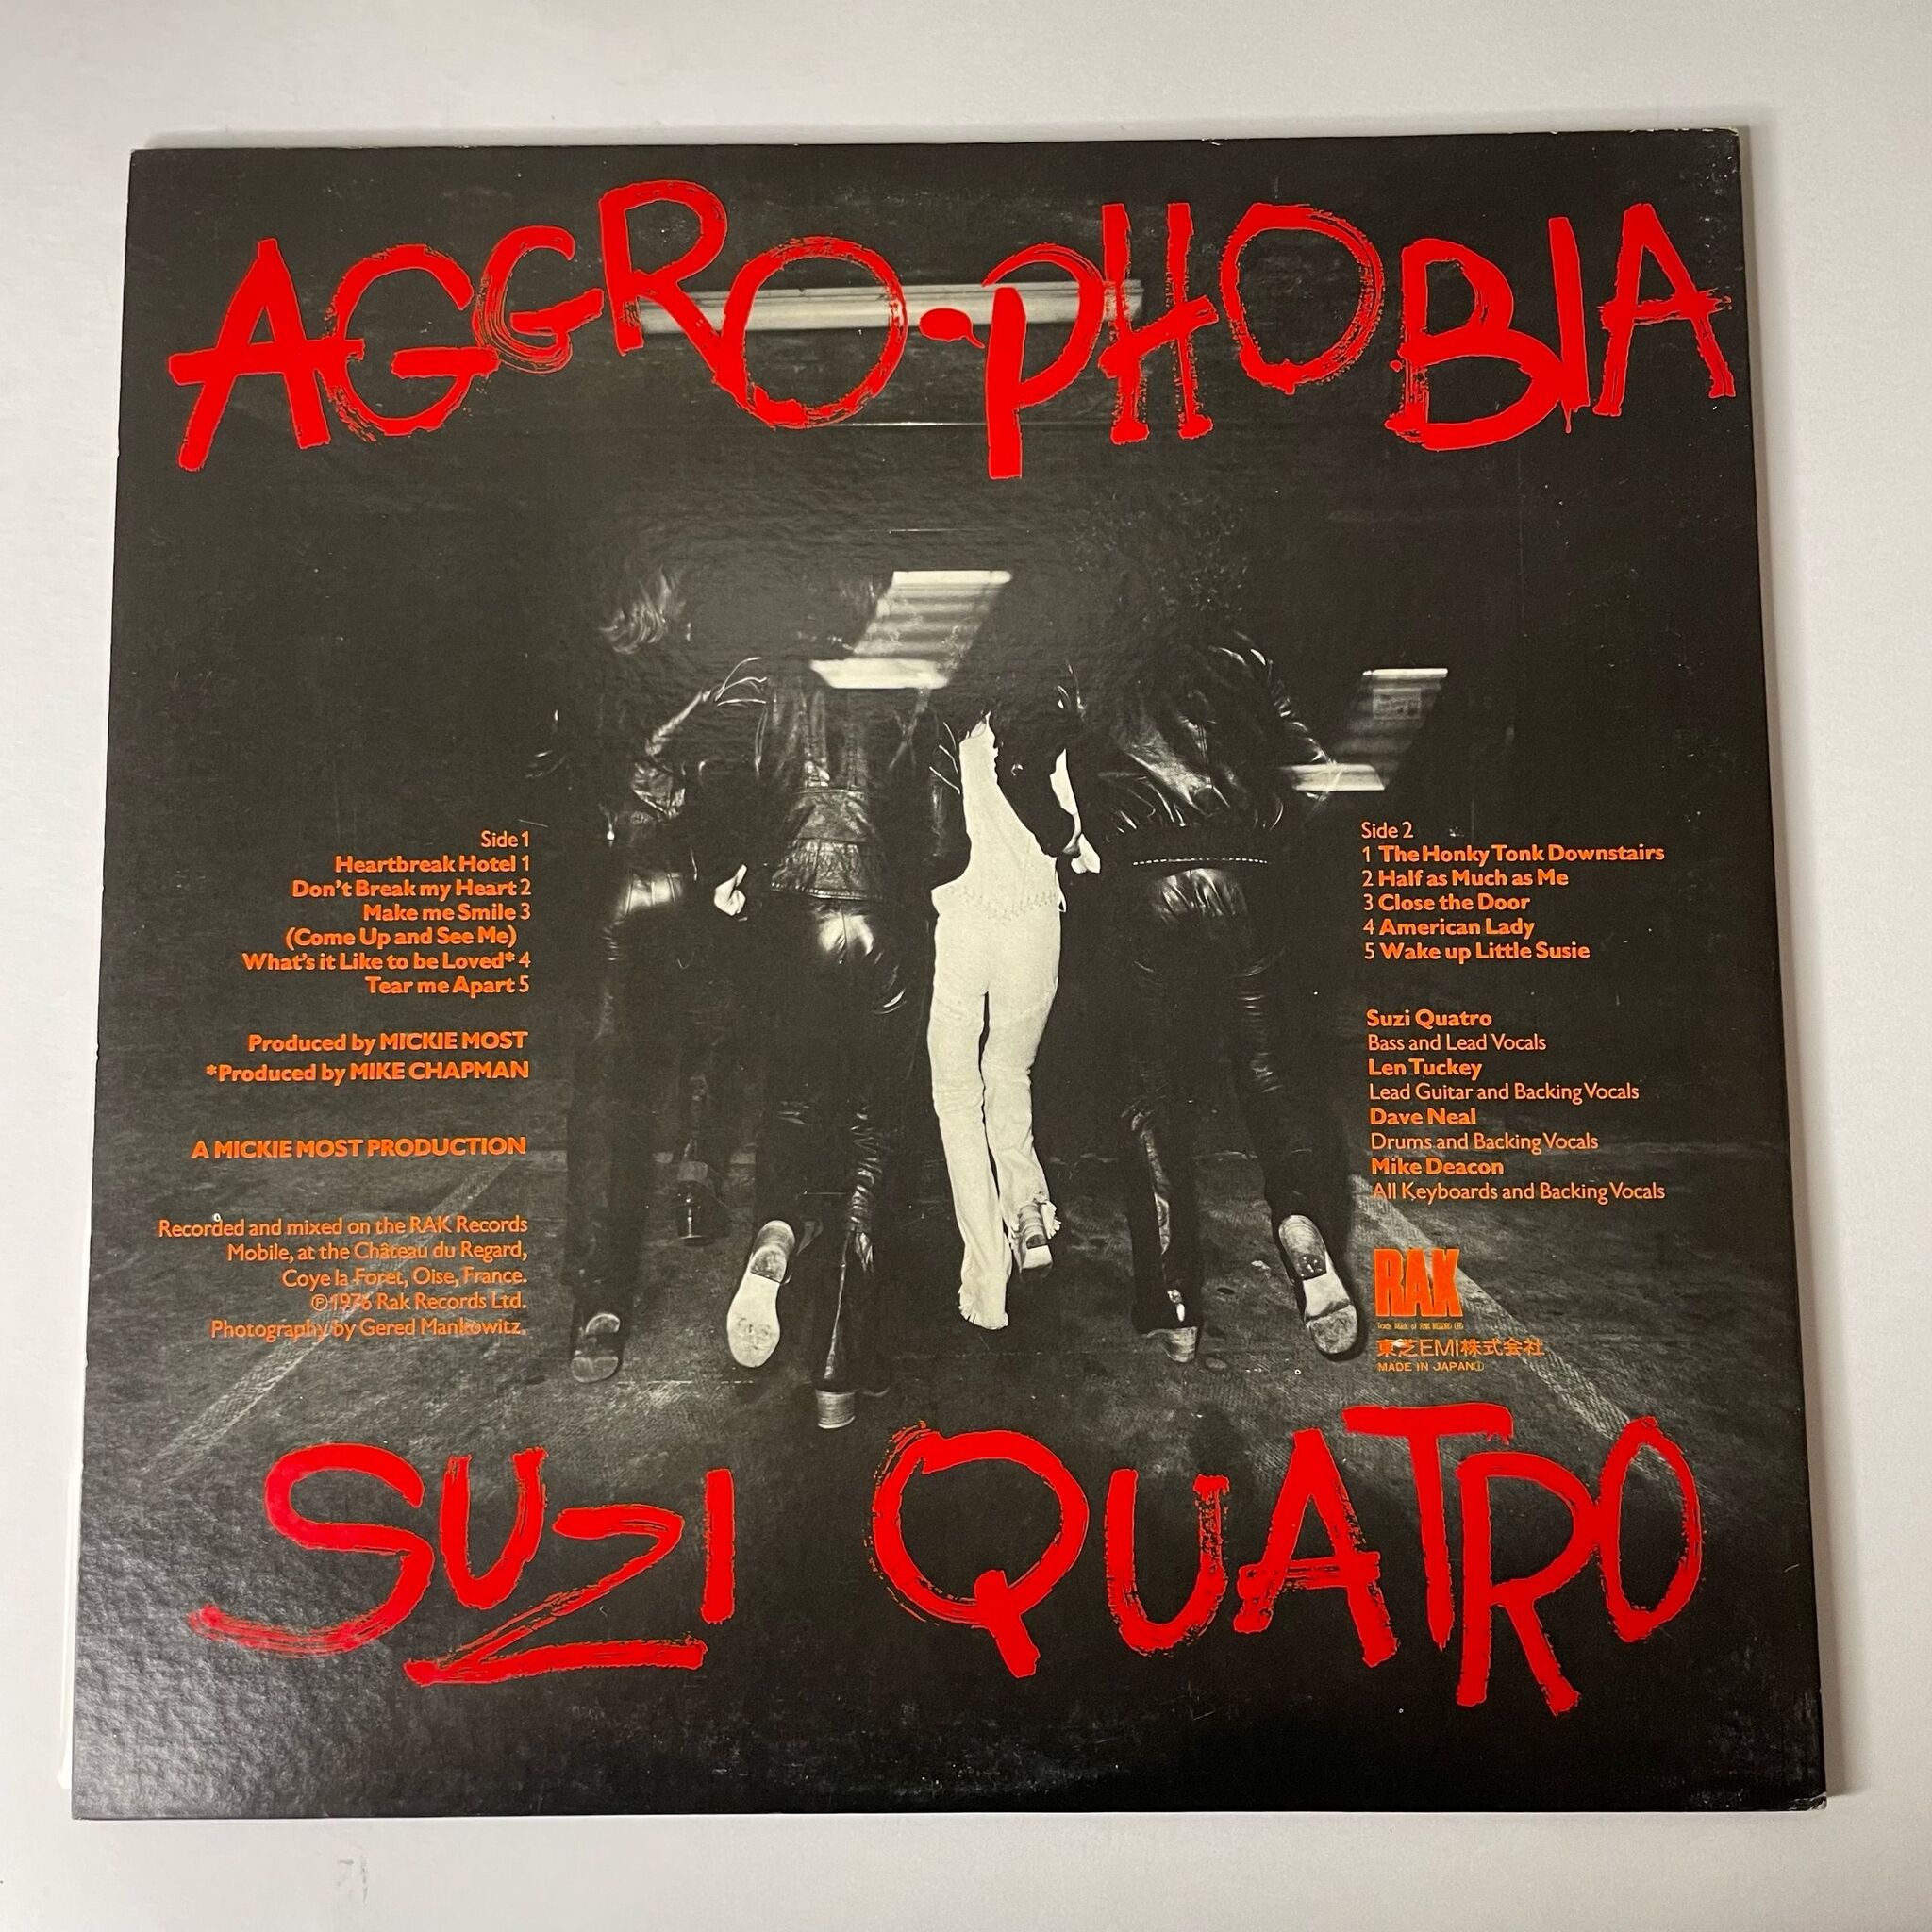 AGGRO-PHOBIA
Side 1
Heartbreak Hotel 1
Don't Break my Heart 2
Make me Smile 3
(Come Up and See Me)
What's it Like to be Loved* 4
Tear me Apart 5
Produced by MICKIE MOST
*Produced by MIKE CHAPMAN
A MICKIE MOST PRODUCTION
Recorded and mixed on the RAK Records
Mobile, at the Château du Regard,
Coye la Foret, Oise, France.
℗ 1976 Rak Records Ltd.
Photography by Gered Mankowitz.
Side 2
1 The Honky Tonk Downstairs
2 Half as Much as Me
3 Close the Door
4 American Lady
5 Wake up Little Susie
Suzi Quatro
Bass and Lead Vocals
Len Tuckey
Lead Guitar and Backing Vocals
Dave Neal
Drums and Backing Vocals
Mike Deacon
All Keyboards and Backing Vocals
RAK
東芝EMI株式会社
MADE IN JAPAN
SUZI QUATRO